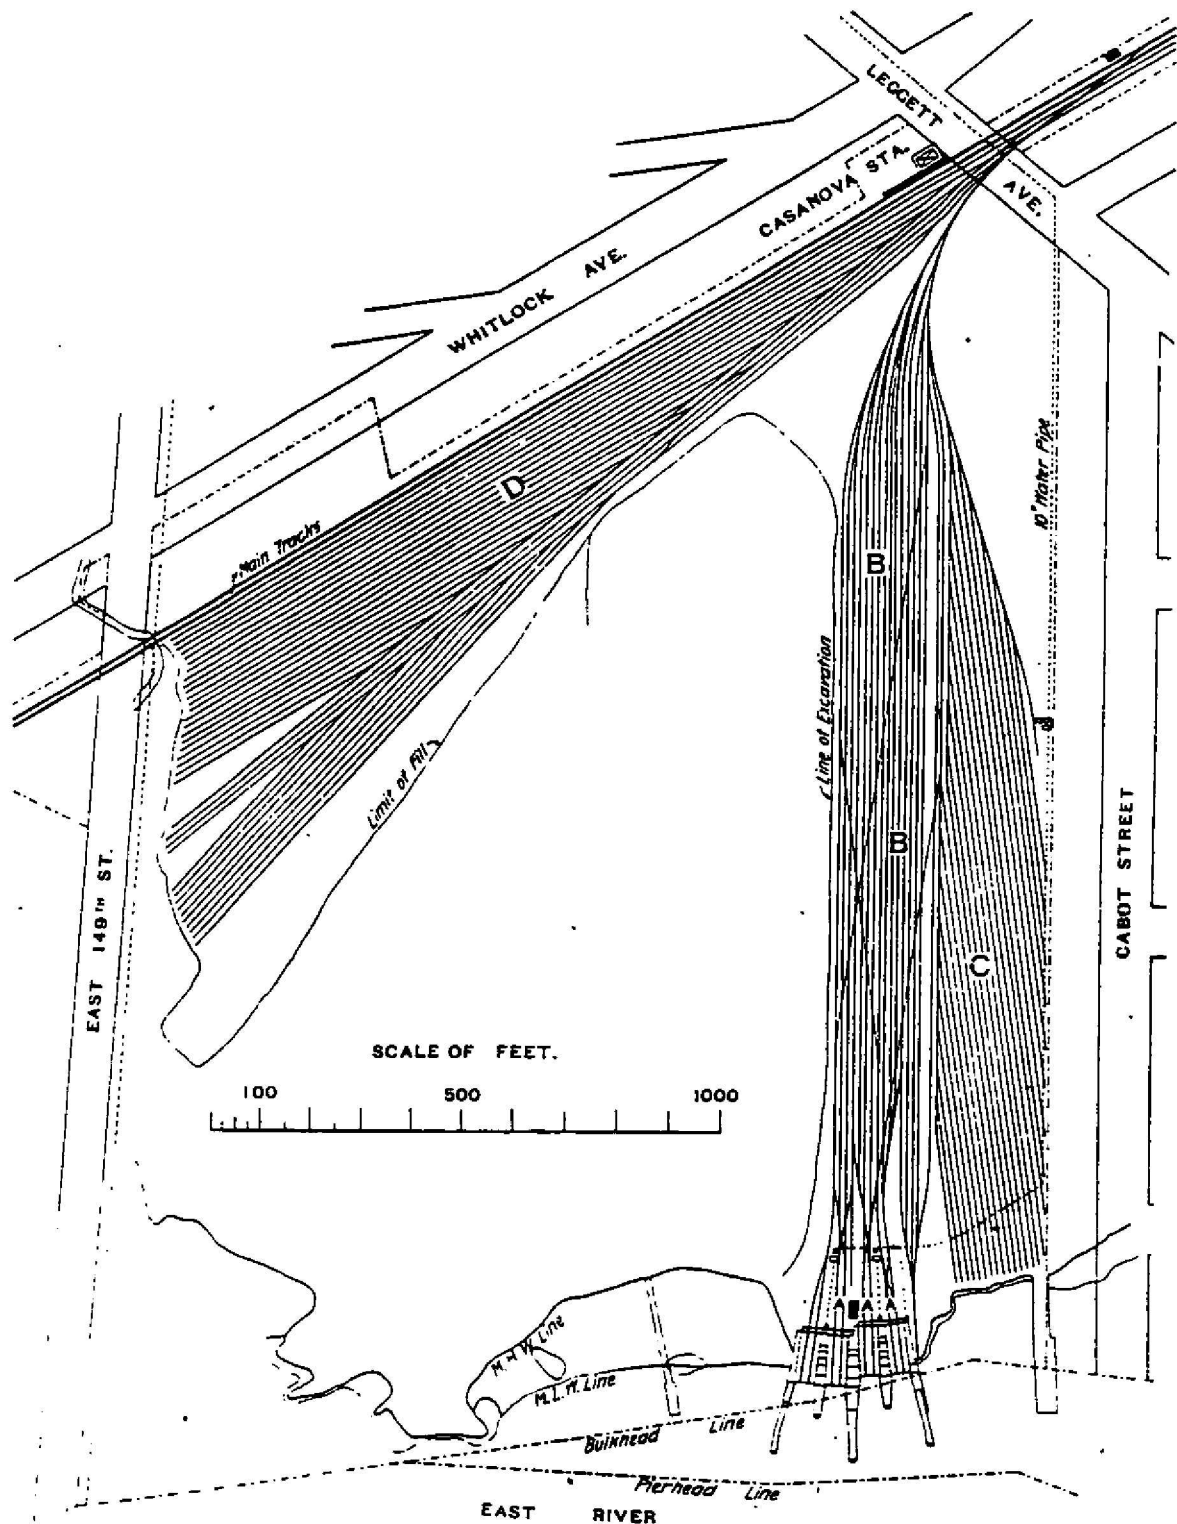 LEGGETT
AVE.
CASANOVA STA.
WHITLOCK AVE.
D
Main Tracks
B
10" Water Pipe
Line of Excavation
Limit of Fill
B
EAST 149TH ST.
CABOT STREET
C
SCALE OF FEET.
100 500 1000
A A A
A A
M. H. W. Line
M. L. W. Line
Bulkhead Line
Pierhead Line
EAST RIVER